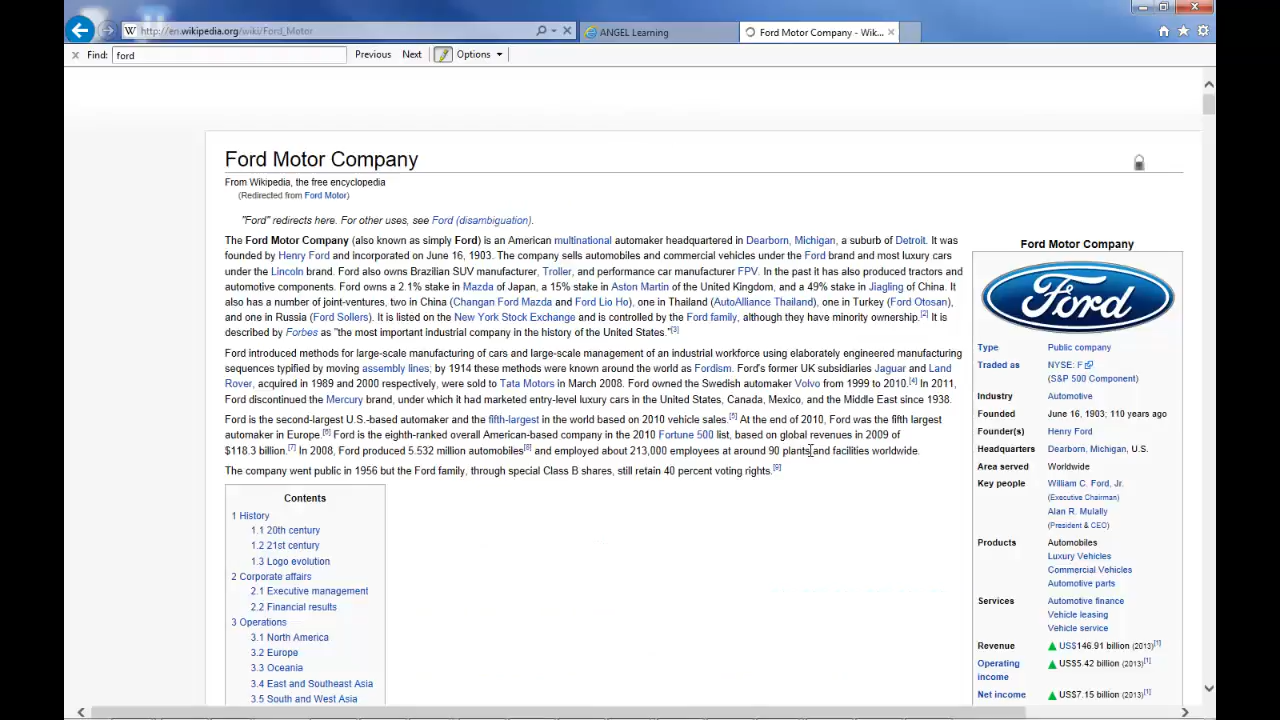 http://en.wikipedia.org/wiki/Ford_Motor
ANGEL Learning
Ford Motor Company - Wik...
Find: ford
Previous
Next
Options
Ford Motor Company
From Wikipedia, the free encyclopedia
(Redirected from Ford Motor)
"Ford" redirects here. For other uses, see Ford (disambiguation).
The Ford Motor Company (also known as simply Ford) is an American multinational automaker headquartered in Dearborn, Michigan, a suburb of Detroit. It was
founded by Henry Ford and incorporated on June 16, 1903. The company sells automobiles and commercial vehicles under the Ford brand and most luxury cars
under the Lincoln brand. Ford also owns Brazilian SUV manufacturer, Troller, and performance car manufacturer FPV. In the past it has also produced tractors and
automotive components. Ford owns a 2.1% stake in Mazda of Japan, a 15% stake in Aston Martin of the United Kingdom, and a 49% stake in Jiagling of China. It
also has a number of joint-ventures, two in China (Changan Ford Mazda and Ford Lio Ho), one in Thailand (AutoAlliance Thailand), one in Turkey (Ford Otosan),
and one in Russia (Ford Sollers). It is listed on the New York Stock Exchange and is controlled by the Ford family, although they have minority ownership.[2] It is
described by Forbes as "the most important industrial company in the history of the United States."[3]
Ford introduced methods for large-scale manufacturing of cars and large-scale management of an industrial workforce using elaborately engineered manufacturing
sequences typified by moving assembly lines; by 1914 these methods were known around the world as Fordism. Ford's former UK subsidiaries Jaguar and Land
Rover, acquired in 1989 and 2000 respectively, were sold to Tata Motors in March 2008. Ford owned the Swedish automaker Volvo from 1999 to 2010.[4] In 2011,
Ford discontinued the Mercury brand, under which it had marketed entry-level luxury cars in the United States, Canada, Mexico, and the Middle East since 1938.
Ford is the second-largest U.S.-based automaker and the fifth-largest in the world based on 2010 vehicle sales.[5] At the end of 2010, Ford was the fifth largest
automaker in Europe.[6] Ford is the eighth-ranked overall American-based company in the 2010 Fortune 500 list, based on global revenues in 2009 of
$118.3 billion.[7] In 2008, Ford produced 5.532 million automobiles[8] and employed about 213,000 employees at around 90 plants and facilities worldwide.
The company went public in 1956 but the Ford family, through special Class B shares, still retain 40 percent voting rights.[9]
Contents
1 History
1.1 20th century
1.2 21st century
1.3 Logo evolution
2 Corporate affairs
2.1 Executive management
2.2 Financial results
3 Operations
3.1 North America
3.2 Europe
3.3 Oceania
3.4 East and Southeast Asia
3.5 South and West Asia
Ford Motor Company
Ford
Type Public company
Traded as NYSE: F
(S&P 500 Component)
Industry Automotive
Founded June 16, 1903; 110 years ago
Founder(s) Henry Ford
Headquarters Dearborn, Michigan, U.S.
Area served Worldwide
Key people William C. Ford, Jr.
(Executive Chairman)
Alan R. Mulally
(President & CEO)
Products Automobiles
Luxury Vehicles
Commercial Vehicles
Automotive parts
Services Automotive finance
Vehicle leasing
Vehicle service
Revenue US$146.91 billion (2013)[1]
Operating income US$5.42 billion (2013)[1]
Net income US$7.15 billion (2013)[1]